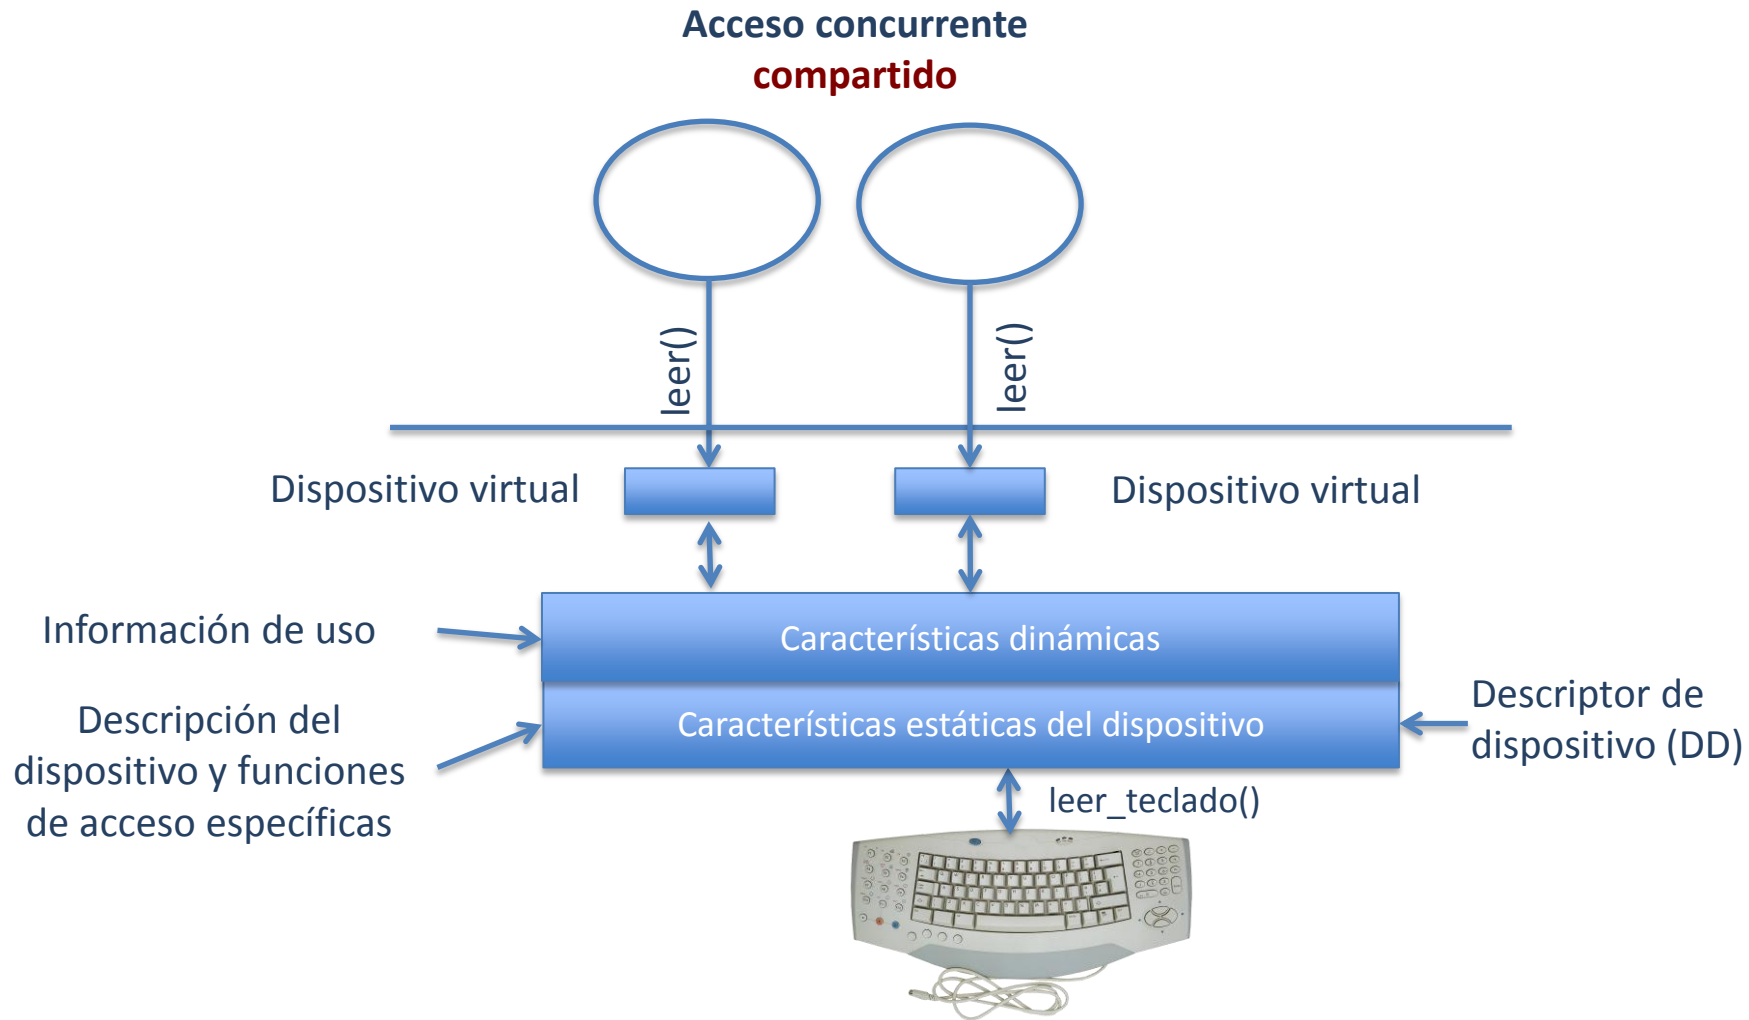 Acceso concurrente
compartido
leer()
leer()
Dispositivo virtual
Dispositivo virtual
Información de uso
Características dinámicas
Descripción del
dispositivo y funciones
de acceso específicas
Características estáticas del dispositivo
Descriptor de
dispositivo (DD)
leer_teclado()